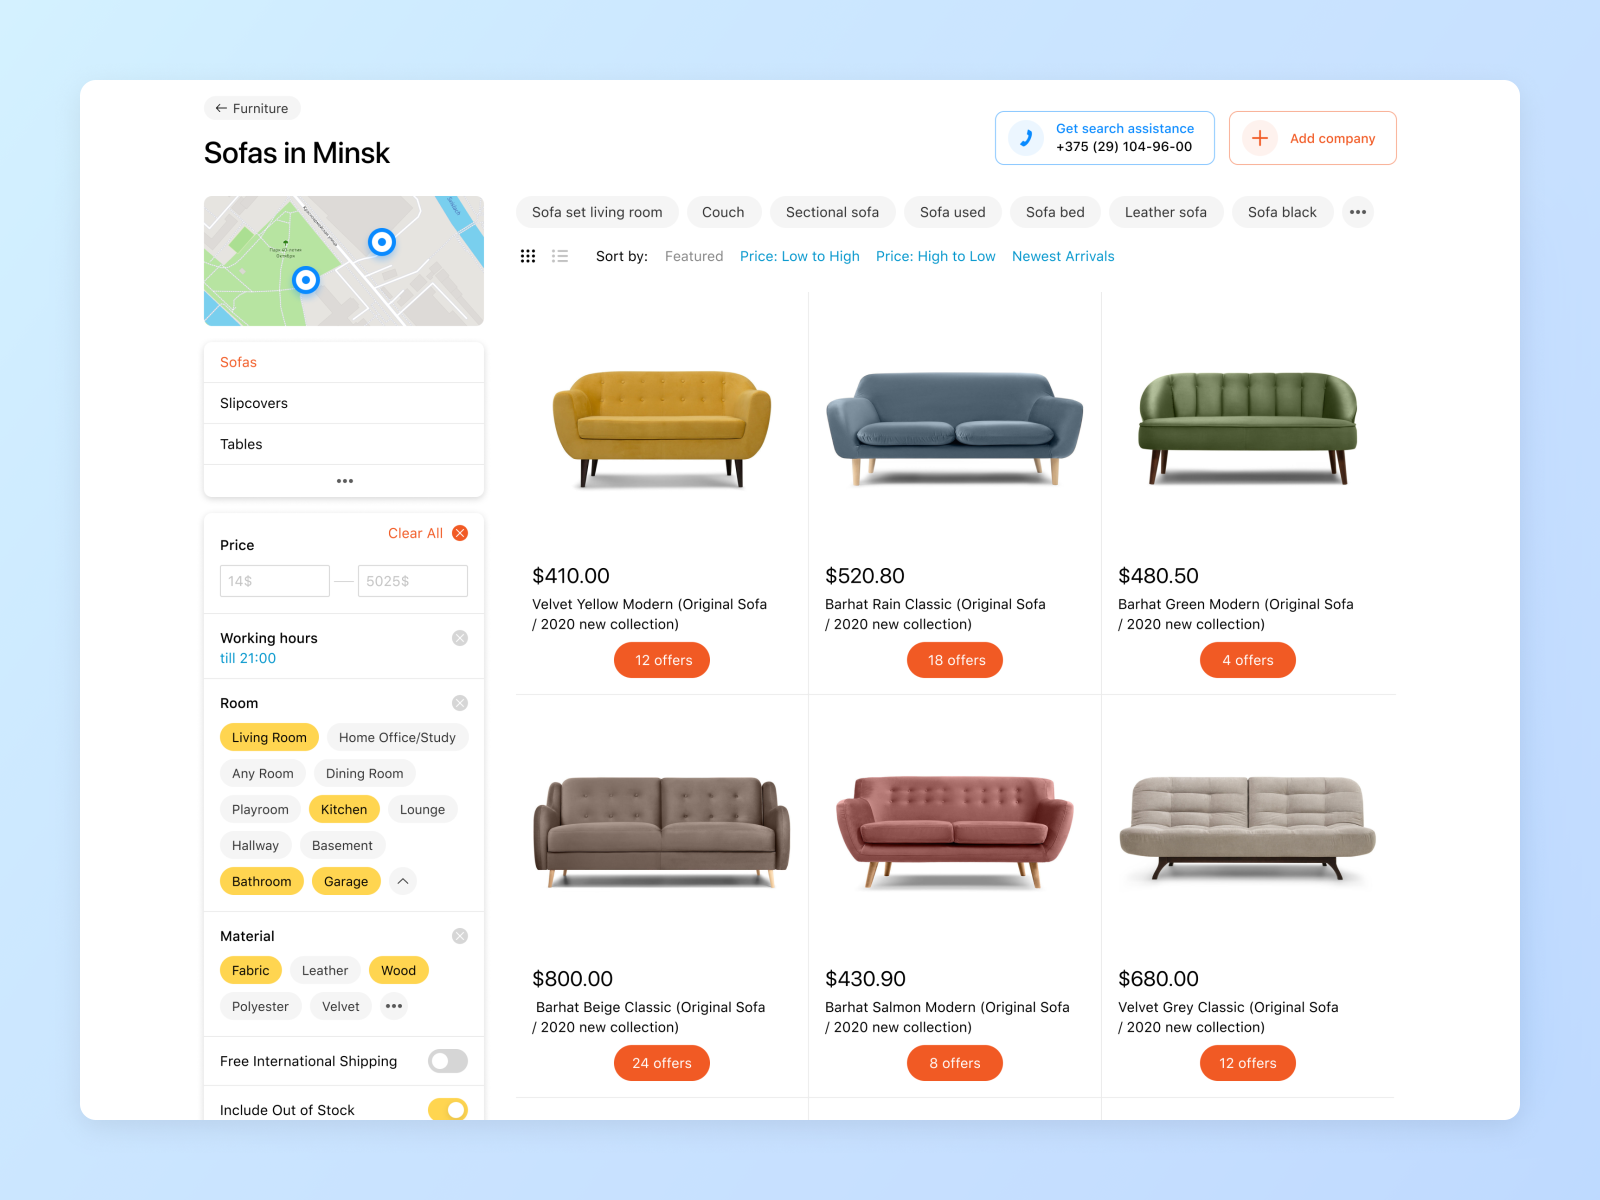 Furniture
Sofas in Minsk
Get search assistance
+375 (29) 104-96-00
Add company
Sofa set living room
Couch
Sectional sofa
Sofa used
Sofa bed
Leather sofa
Sofa black
Sort by:
Featured
Price: Low to High
Price: High to Low
Newest Arrivals
Sofas
Slipcovers
Tables
Clear All
Price
14$
5025$
Working hours
till 21:00
Room
Living Room
Home Office/Study
Any Room
Dining Room
Playroom
Kitchen
Lounge
Hallway
Basement
Bathroom
Garage
Material
Fabric
Leather
Wood
Polyester
Velvet
Free International Shipping
Include Out of Stock
$410.00
Velvet Yellow Modern (Original Sofa
/ 2020 new collection)
12 offers
$520.80
Barhat Rain Classic (Original Sofa
/ 2020 new collection)
18 offers
$480.50
Barhat Green Modern (Original Sofa
/ 2020 new collection)
4 offers
$800.00
Barhat Beige Classic (Original Sofa
/ 2020 new collection)
24 offers
$430.90
Barhat Salmon Modern (Original Sofa
/ 2020 new collection)
8 offers
$680.00
Velvet Grey Classic (Original Sofa
/ 2020 new collection)
12 offers